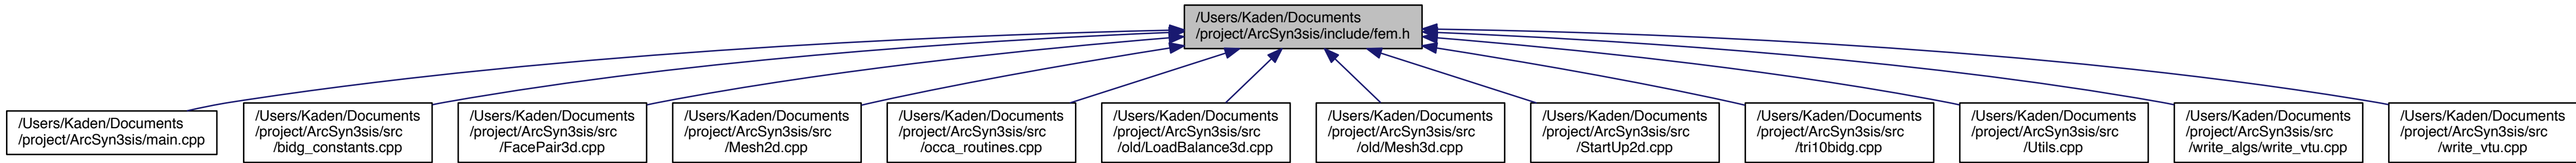 /Users/Kaden/Documents
/project/ArcSyn3sis/include/fem.h
/Users/Kaden/Documents
/project/ArcSyn3sis/main.cpp
/Users/Kaden/Documents
/project/ArcSyn3sis/src
/bidg_constants.cpp
/Users/Kaden/Documents
/project/ArcSyn3sis/src
/FacePair3d.cpp
/Users/Kaden/Documents
/project/ArcSyn3sis/src
/Mesh2d.cpp
/Users/Kaden/Documents
/project/ArcSyn3sis/src
/occa_routines.cpp
/Users/Kaden/Documents
/project/ArcSyn3sis/src
/old/LoadBalance3d.cpp
/Users/Kaden/Documents
/project/ArcSyn3sis/src
/old/Mesh3d.cpp
/Users/Kaden/Documents
/project/ArcSyn3sis/src
/StartUp2d.cpp
/Users/Kaden/Documents
/project/ArcSyn3sis/src
/tri10bidg.cpp
/Users/Kaden/Documents
/project/ArcSyn3sis/src
/Utils.cpp
/Users/Kaden/Documents
/project/ArcSyn3sis/src
/write_algs/write_vtu.cpp
/Users/Kaden/Documents
/project/ArcSyn3sis/src
/write_vtu.cpp